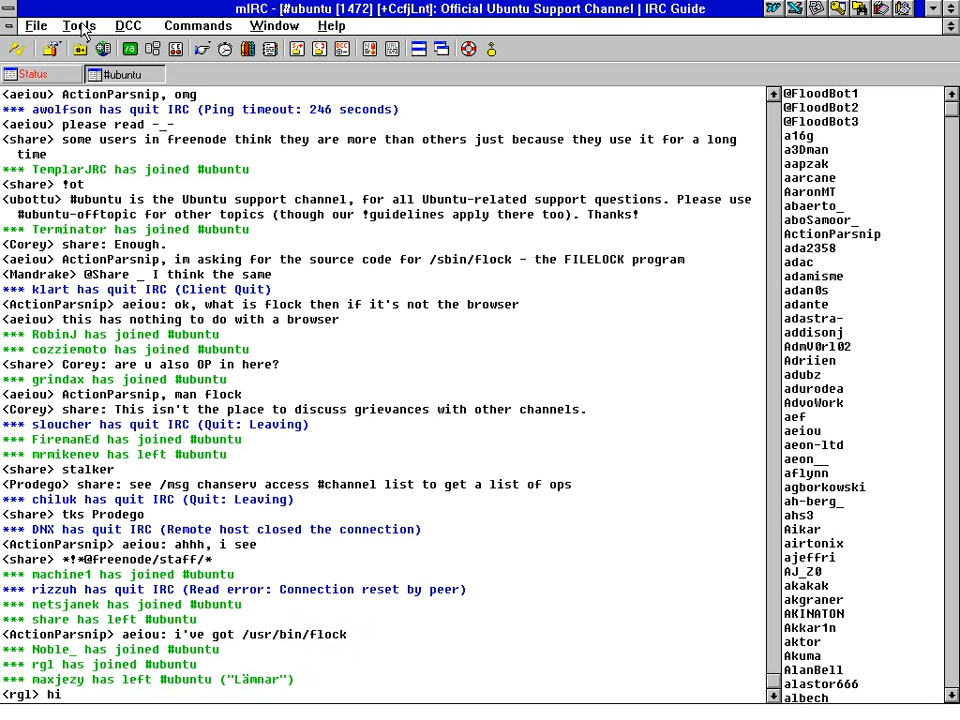 mIRC - [#ubuntu [1472] [+CcfjLnt]: Official Ubuntu Support Channel | IRC Guide
File Tools DCC Commands Window Help
Status #ubuntu
<aeiou> ActionParsnip, omg
*** awolfson has quit IRC (Ping timeout: 246 seconds)
<aeiou> please read -_-
<share> some users in freenode think they are more than others just because they use it for a long
time
*** TemplarJRC has joined #ubuntu
<share> !ot
<ubottu> #ubuntu is the Ubuntu support channel, for all Ubuntu-related support questions. Please use
#ubuntu-offtopic for other topics (though our !guidelines apply there too). Thanks!
*** Terminator has joined #ubuntu
<Corey> share: Enough.
<aeiou> ActionParsnip, im asking for the source code for /sbin/flock - the FILELOCK program
<Mandrake> @Share _ I think the same
*** klart has quit IRC (Client Quit)
<ActionParsnip> aeiou: ok, what is flock then if it's not the browser
<aeiou> this has nothing to do with a browser
*** RobinJ has joined #ubuntu
*** cozziemoto has joined #ubuntu
<share> Corey: are u also OP in here?
*** grindax has joined #ubuntu
<aeiou> ActionParsnip, man flock
<Corey> share: This isn't the place to discuss grievances with other channels.
*** sloucher has quit IRC (Quit: Leaving)
*** FiremanEd has joined #ubuntu
*** mrmikenev has left #ubuntu
<share> stalker
<Prodego> share: see /msg chanserv access #channel list to get a list of ops
*** chiluk has quit IRC (Quit: Leaving)
<share> tks Prodego
*** DNX has quit IRC (Remote host closed the connection)
<ActionParsnip> aeiou: ahhh, i see
<share> *!*@freenode/staff/*
*** machine1 has joined #ubuntu
*** rizzuh has quit IRC (Read error: Connection reset by peer)
*** netsjanek has joined #ubuntu
*** share has left #ubuntu
<ActionParsnip> aeiou: i've got /usr/bin/flock
*** Noble_ has joined #ubuntu
*** rgl has joined #ubuntu
*** maxjezy has left #ubuntu ("Lämnar")
<rgl> hi
@FloodBot1
@FloodBot2
@FloodBot3
a16g
a3Dman
aapzak
aarcane
AaronMT
abaerto_
aboSamoor_
ActionParsnip
ada2358
adac
adamisme
adan0s
adante
adastra-
addisonj
AdmV0rl02
Adriien
adubz
adurodea
AdvoWork
aef
aeiou
aeon-ltd
aeon__
aflynn
agborkowski
ah-berg_
ahs3
Aikar
airtonix
ajeffri
AJ_Z0
akakak
akgraner
AKINATON
Akkar1n
aktor
Akuma
AlanBell
alastor666
albech